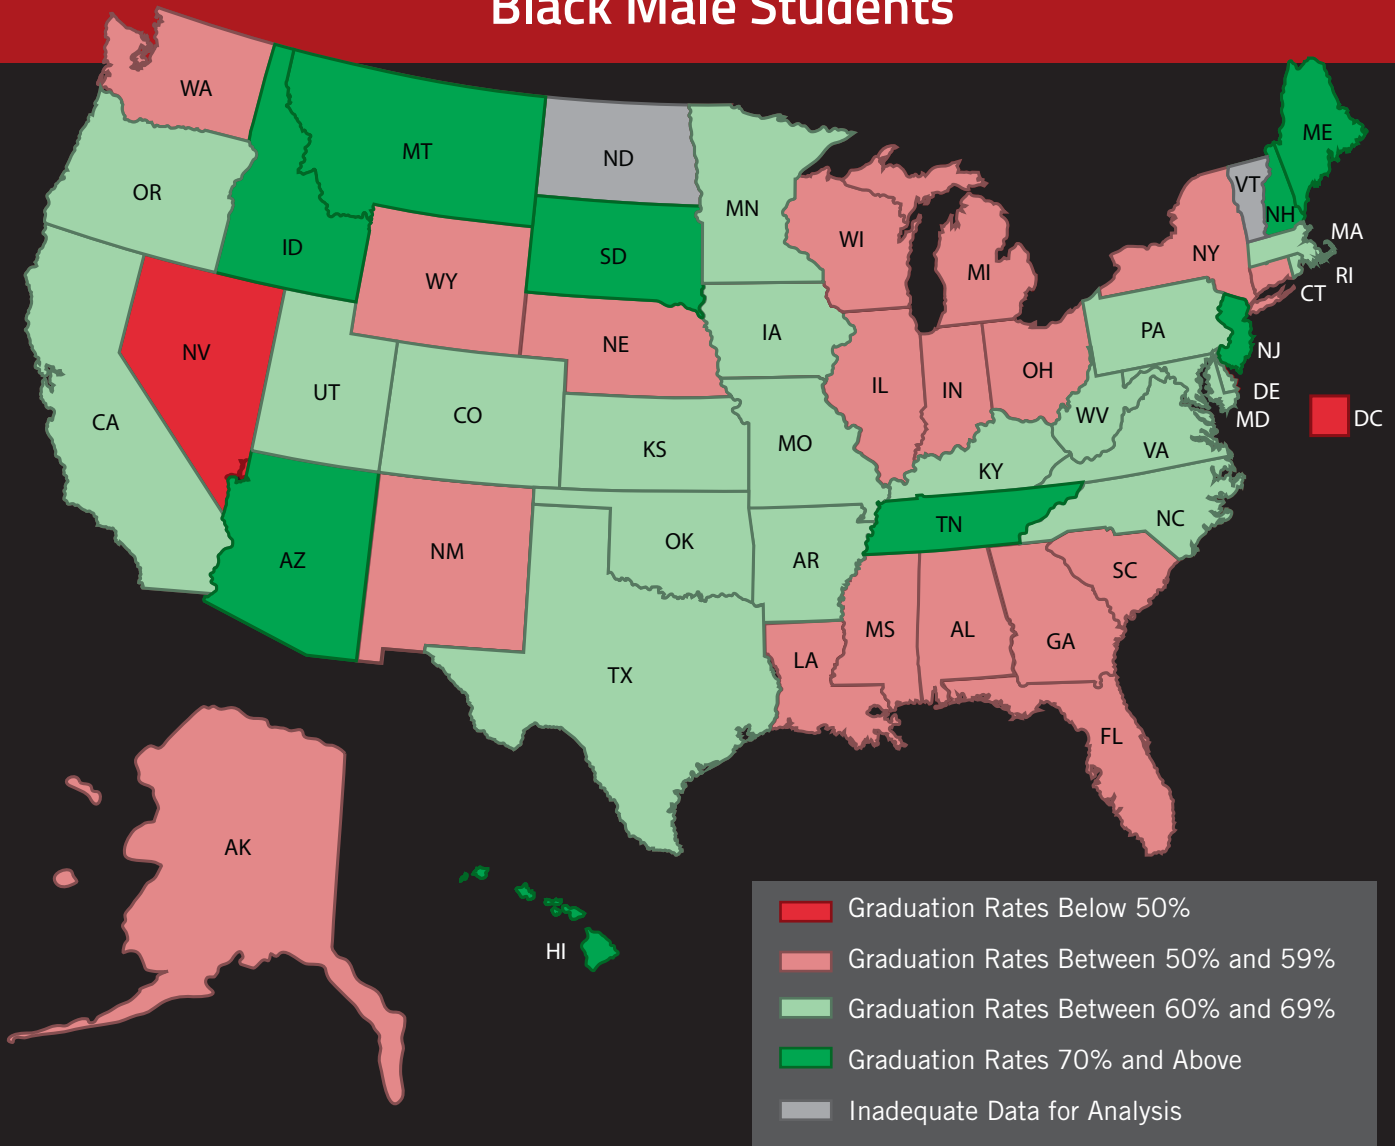 Black Male Students
WA
MT
ND
ME
OR
MN
VT
NH
ID
SD
WI
NY
MA
WY
MI
RI
CT
NV
NE
IA
PA
NJ
UT
CO
IL
IN
OH
DE
CA
KS
MO
WV
MD
DC
KY
VA
AZ
NM
OK
AR
TN
NC
SC
TX
LA
MS
AL
GA
FL
AK
HI
Graduation Rates Below 50%
Graduation Rates Between 50% and 59%
Graduation Rates Between 60% and 69%
Graduation Rates 70% and Above
Inadequate Data for Analysis